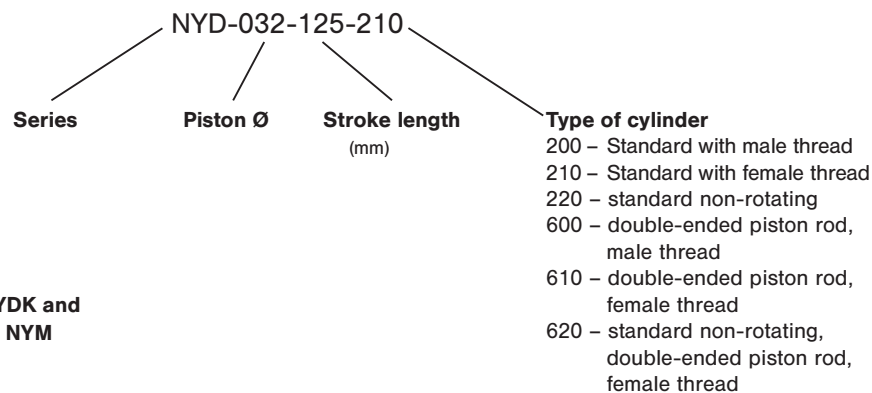 NYD-032-125-210
Series
Piston Ø
Stroke length
(mm)
Type of cylinder
200 – Standard with male thread
210 – Standard with female thread
220 – standard non-rotating
600 – double-ended piston rod,
male thread
610 – double-ended piston rod,
female thread
620 – standard non-rotating,
double-ended piston rod,
female thread
YDK and
NYM